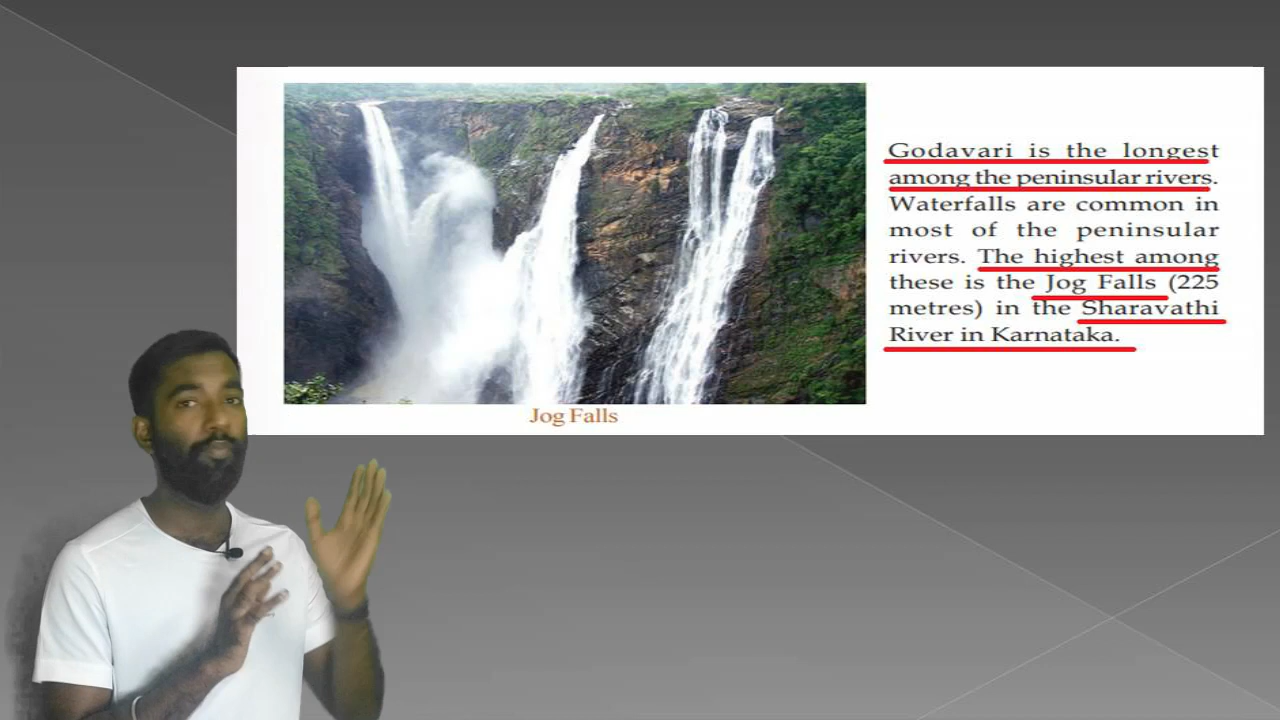 Godavari is the longest
among the peninsular rivers.
Waterfalls are common in
most of the peninsular
rivers. The highest among
these is the Jog Falls (225
metres) in the Sharavathi
River in Karnataka.
Jog Falls